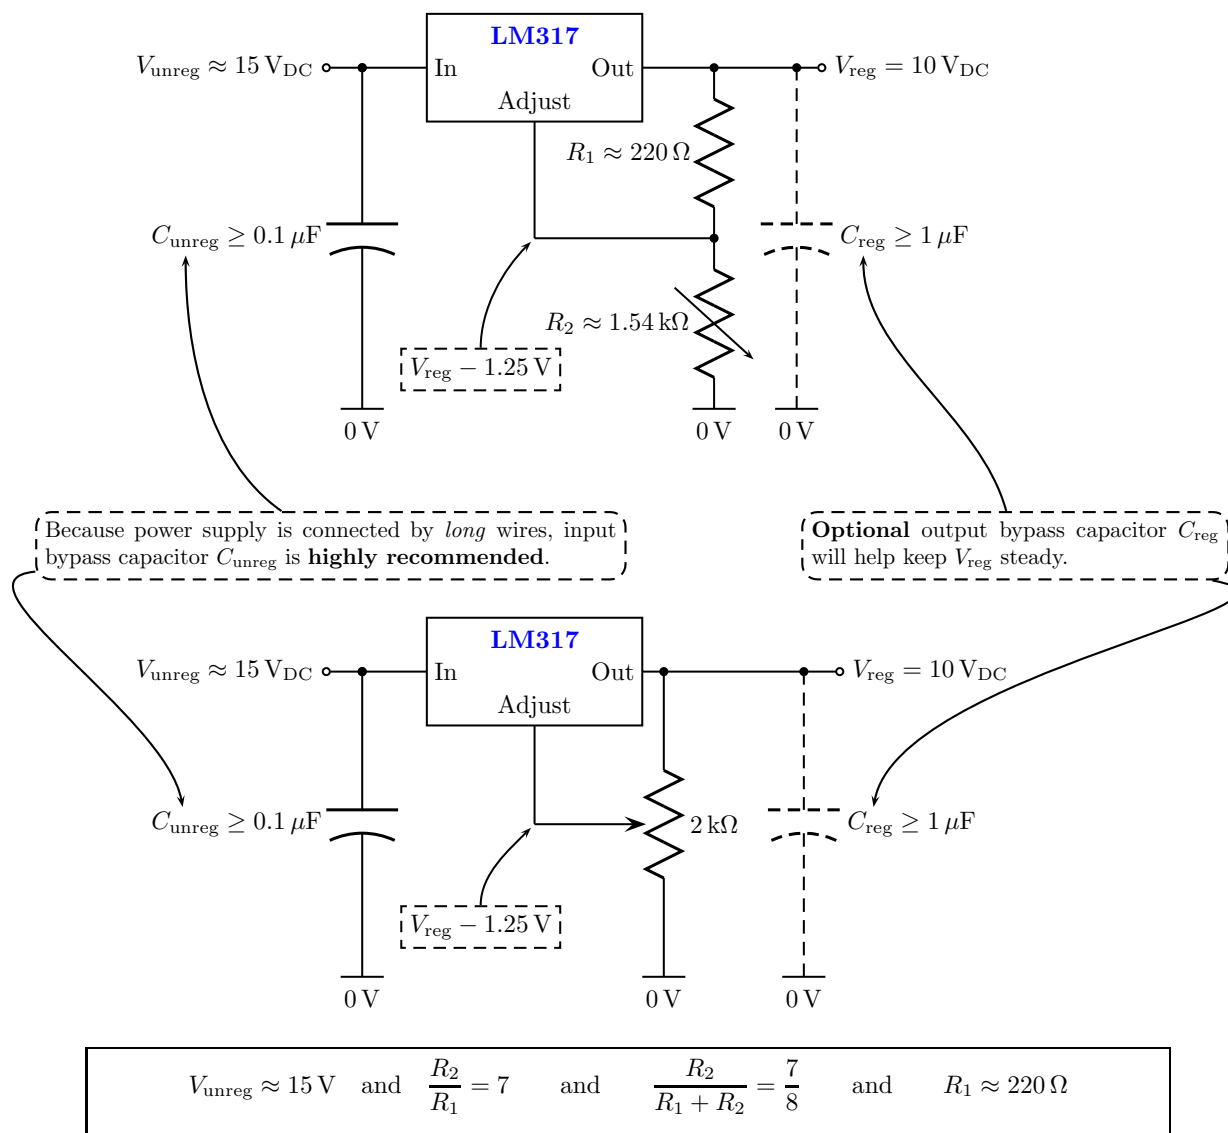 LM317
V_unreg ≈ 15 V_DC In Out V_reg = 10 V_DC
Adjust
R_1 ≈ 220 Ω
C_unreg ≥ 0.1 μF C_reg ≥ 1 μF
R_2 ≈ 1.54 kΩ
V_reg − 1.25 V
0 V 0 V 0 V
Because power supply is connected by long wires, input
bypass capacitor C_unreg is highly recommended.
Optional output bypass capacitor C_reg
will help keep V_reg steady.
LM317
V_unreg ≈ 15 V_DC In Out V_reg = 10 V_DC
Adjust
C_unreg ≥ 0.1 μF 2 kΩ C_reg ≥ 1 μF
V_reg − 1.25 V
0 V 0 V 0 V
V_unreg ≈ 15 V and R_2/R_1 = 7 and R_2/(R_1 + R_2) = 7/8 and R_1 ≈ 220 Ω